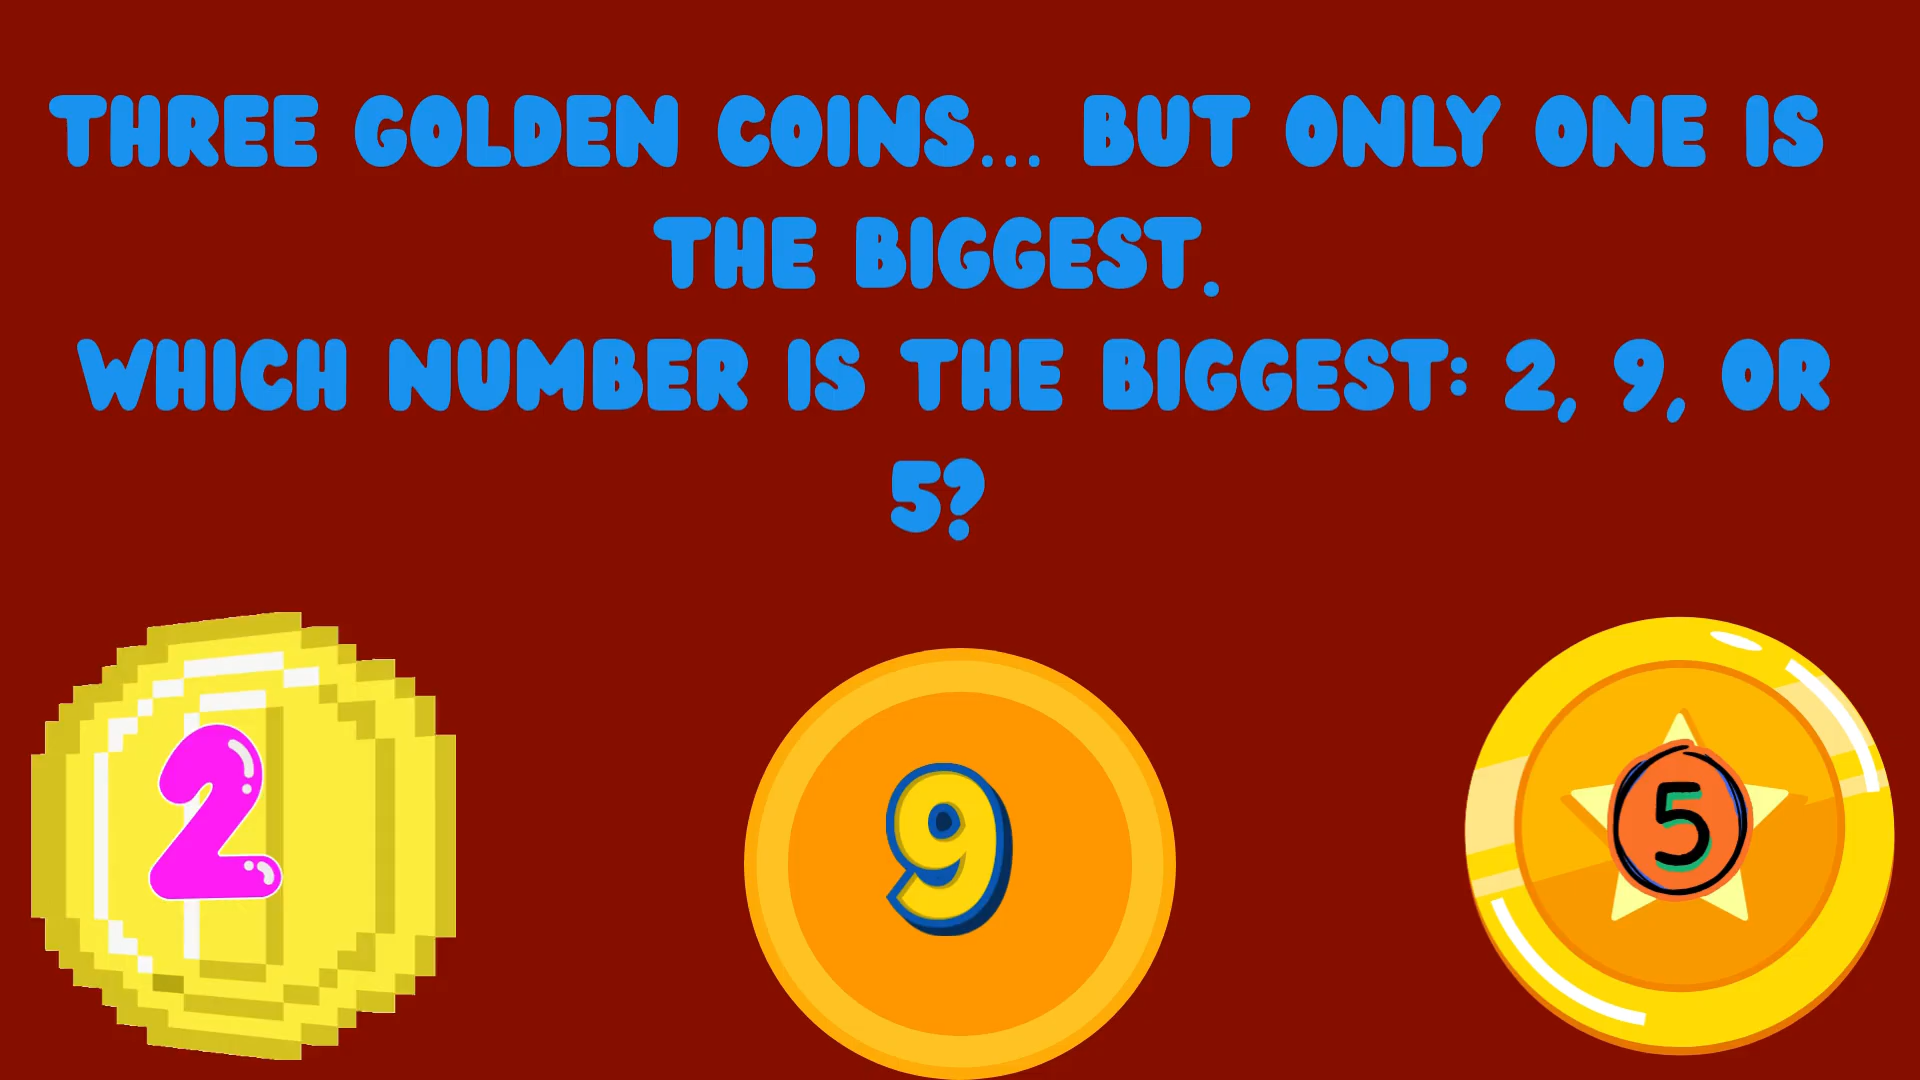 THREE GOLDEN COINS... BUT ONLY ONE IS
THE BIGGEST.
WHICH NUMBER IS THE BIGGEST: 2, 9, OR
5?
2
9
5